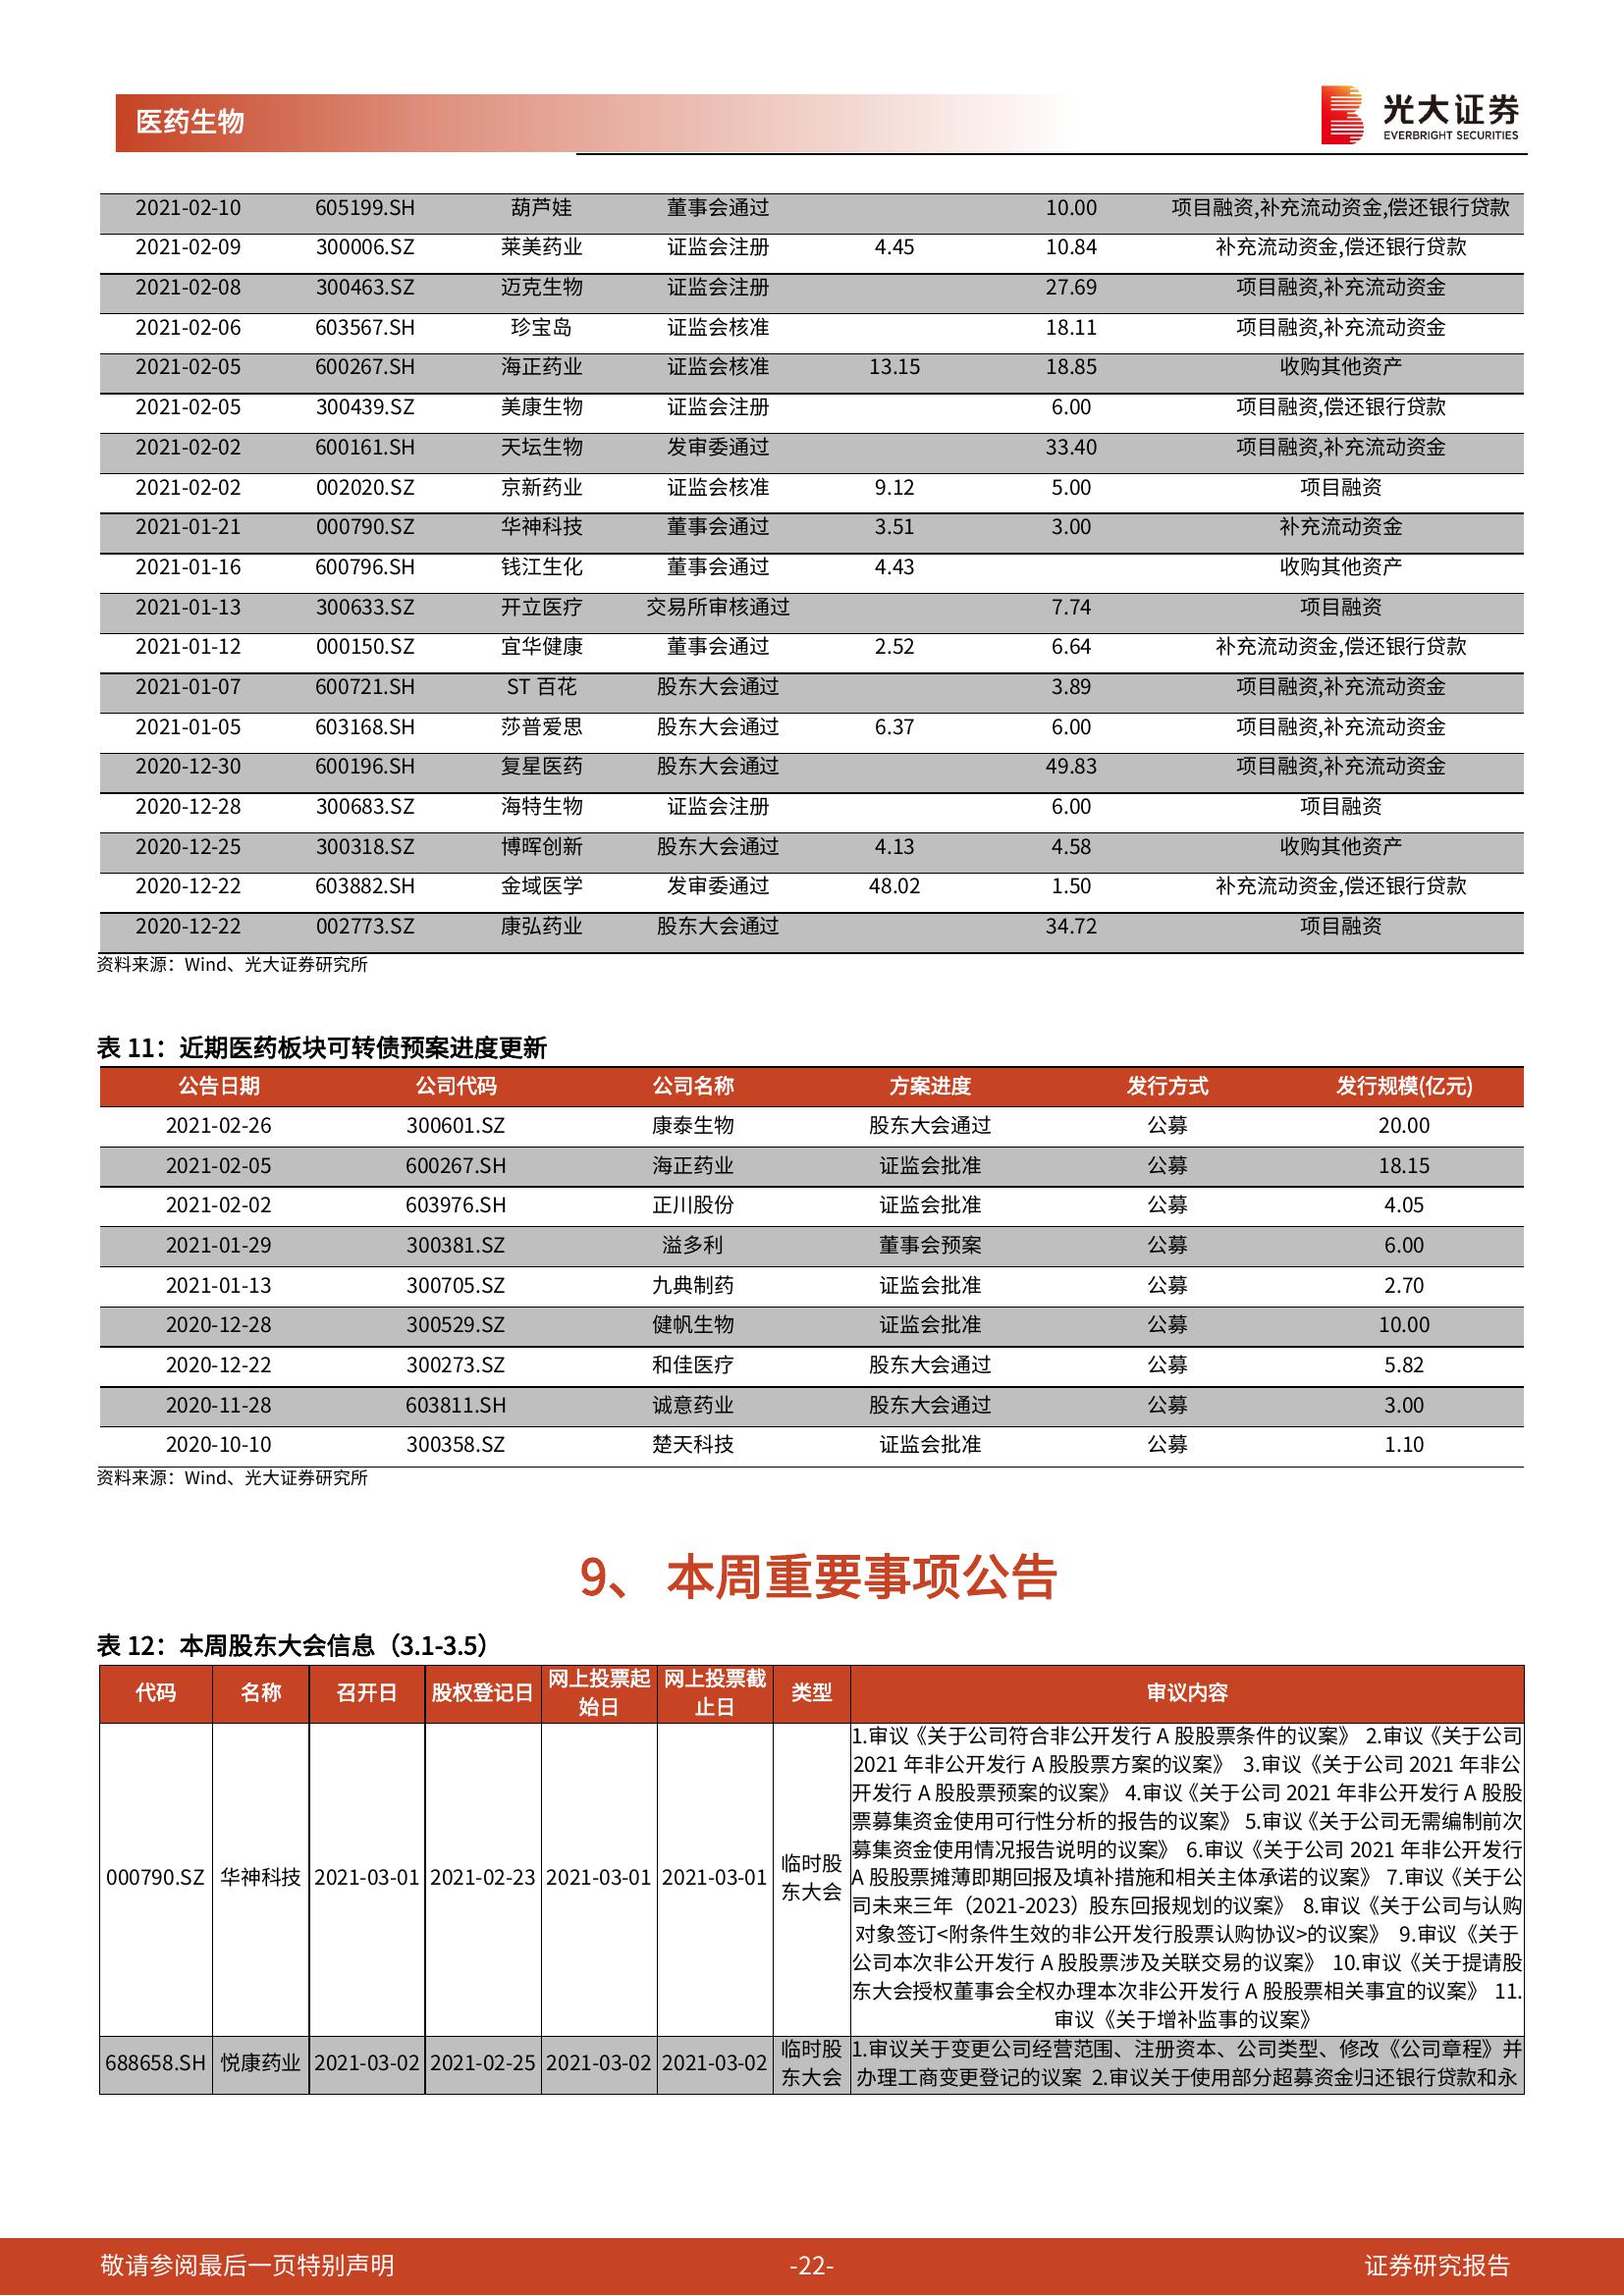 医药生物
光大证券
EVERBRIGHT SECURITIES
2021-02-10 605199.SH 葫芦娃 董事会通过 10.00 项目融资,补充流动资金,偿还银行贷款
2021-02-09 300006.SZ 莱美药业 证监会注册 4.45 10.84 补充流动资金,偿还银行贷款
2021-02-08 300463.SZ 迈克生物 证监会注册 27.69 项目融资,补充流动资金
2021-02-06 603567.SH 珍宝岛 证监会核准 18.11 项目融资,补充流动资金
2021-02-05 600267.SH 海正药业 证监会核准 13.15 18.85 收购其他资产
2021-02-05 300439.SZ 美康生物 证监会注册 6.00 项目融资,偿还银行贷款
2021-02-02 600161.SH 天坛生物 发审委通过 33.40 项目融资,补充流动资金
2021-02-02 002020.SZ 京新药业 证监会核准 9.12 5.00 项目融资
2021-01-21 000790.SZ 华神科技 董事会通过 3.51 3.00 补充流动资金
2021-01-16 600796.SH 钱江生化 董事会通过 4.43 收购其他资产
2021-01-13 300633.SZ 开立医疗 交易所审核通过 7.74 项目融资
2021-01-12 000150.SZ 宜华健康 董事会通过 2.52 6.64 补充流动资金,偿还银行贷款
2021-01-07 600721.SH ST 百花 股东大会通过 3.89 项目融资,补充流动资金
2021-01-05 603168.SH 莎普爱思 股东大会通过 6.37 6.00 项目融资,补充流动资金
2020-12-30 600196.SH 复星医药 股东大会通过 49.83 项目融资,补充流动资金
2020-12-28 300683.SZ 海特生物 证监会注册 6.00 项目融资
2020-12-25 300318.SZ 博晖创新 股东大会通过 4.13 4.58 收购其他资产
2020-12-22 603882.SH 金域医学 发审委通过 48.02 1.50 补充流动资金,偿还银行贷款
2020-12-22 002773.SZ 康弘药业 股东大会通过 34.72 项目融资
资料来源：Wind、光大证券研究所
表 11：近期医药板块可转债预案进度更新
公告日期 公司代码 公司名称 方案进度 发行方式 发行规模(亿元)
2021-02-26 300601.SZ 康泰生物 股东大会通过 公募 20.00
2021-02-05 600267.SH 海正药业 证监会批准 公募 18.15
2021-02-02 603976.SH 正川股份 证监会批准 公募 4.05
2021-01-29 300381.SZ 溢多利 董事会预案 公募 6.00
2021-01-13 300705.SZ 九典制药 证监会批准 公募 2.70
2020-12-28 300529.SZ 健帆生物 证监会批准 公募 10.00
2020-12-22 300273.SZ 和佳医疗 股东大会通过 公募 5.82
2020-11-28 603811.SH 诚意药业 股东大会通过 公募 3.00
2020-10-10 300358.SZ 楚天科技 证监会批准 公募 1.10
资料来源：Wind、光大证券研究所
9、 本周重要事项公告
表 12：本周股东大会信息（3.1-3.5）
代码 名称 召开日 股权登记日 网上投票起始日 网上投票截止日 类型 审议内容
000790.SZ 华神科技 2021-03-01 2021-02-23 2021-03-01 2021-03-01 临时股东大会
1.审议《关于公司符合非公开发行 A 股股票条件的议案》 2.审议《关于公司
2021 年非公开发行 A 股股票方案的议案》 3.审议《关于公司 2021 年非公
开发行 A 股股票预案的议案》 4.审议《关于公司 2021 年非公开发行 A 股股
票募集资金使用可行性分析的报告的议案》 5.审议《关于公司无需编制前次
募集资金使用情况报告说明的议案》 6.审议《关于公司 2021 年非公开发行
A 股股票摊薄即期回报及填补措施和相关主体承诺的议案》 7.审议《关于公
司未来三年（2021-2023）股东回报规划的议案》 8.审议《关于公司与认购
对象签订<附条件生效的非公开发行股票认购协议>的议案》 9.审议《关于
公司本次非公开发行 A 股股票涉及关联交易的议案》 10.审议《关于提请股
东大会授权董事会全权办理本次非公开发行 A 股股票相关事宜的议案》 11.
审议《关于增补监事的议案》
688658.SH 悦康药业 2021-03-02 2021-02-25 2021-03-02 2021-03-02 临时股东大会
1.审议关于变更公司经营范围、注册资本、公司类型、修改《公司章程》并
办理工商变更登记的议案 2.审议关于使用部分超募资金归还银行贷款和永
敬请参阅最后一页特别声明 -22- 证券研究报告